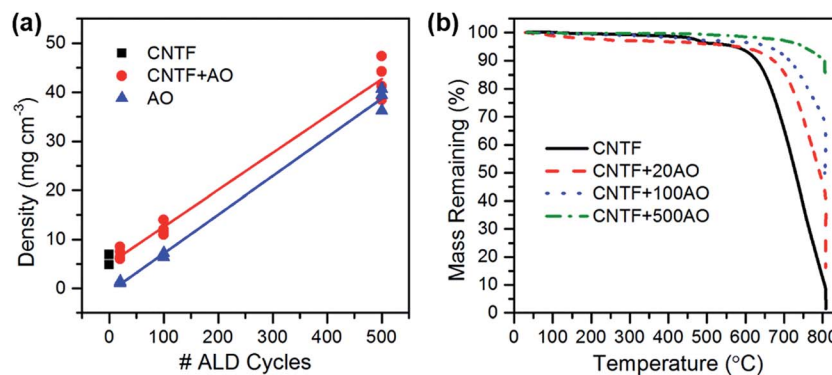 (a)
CNTF
CNTF+AO
AO
Density (mg cm⁻³)
50
40
30
20
10
0
0 100 200 300 400 500
# ALD Cycles
(b)
Mass Remaining (%)
100
90
80
70
60
50
40
30
20
10
0
CNTF
CNTF+20AO
CNTF+100AO
CNTF+500AO
0 100 200 300 400 500 600 700 800
Temperature (°C)